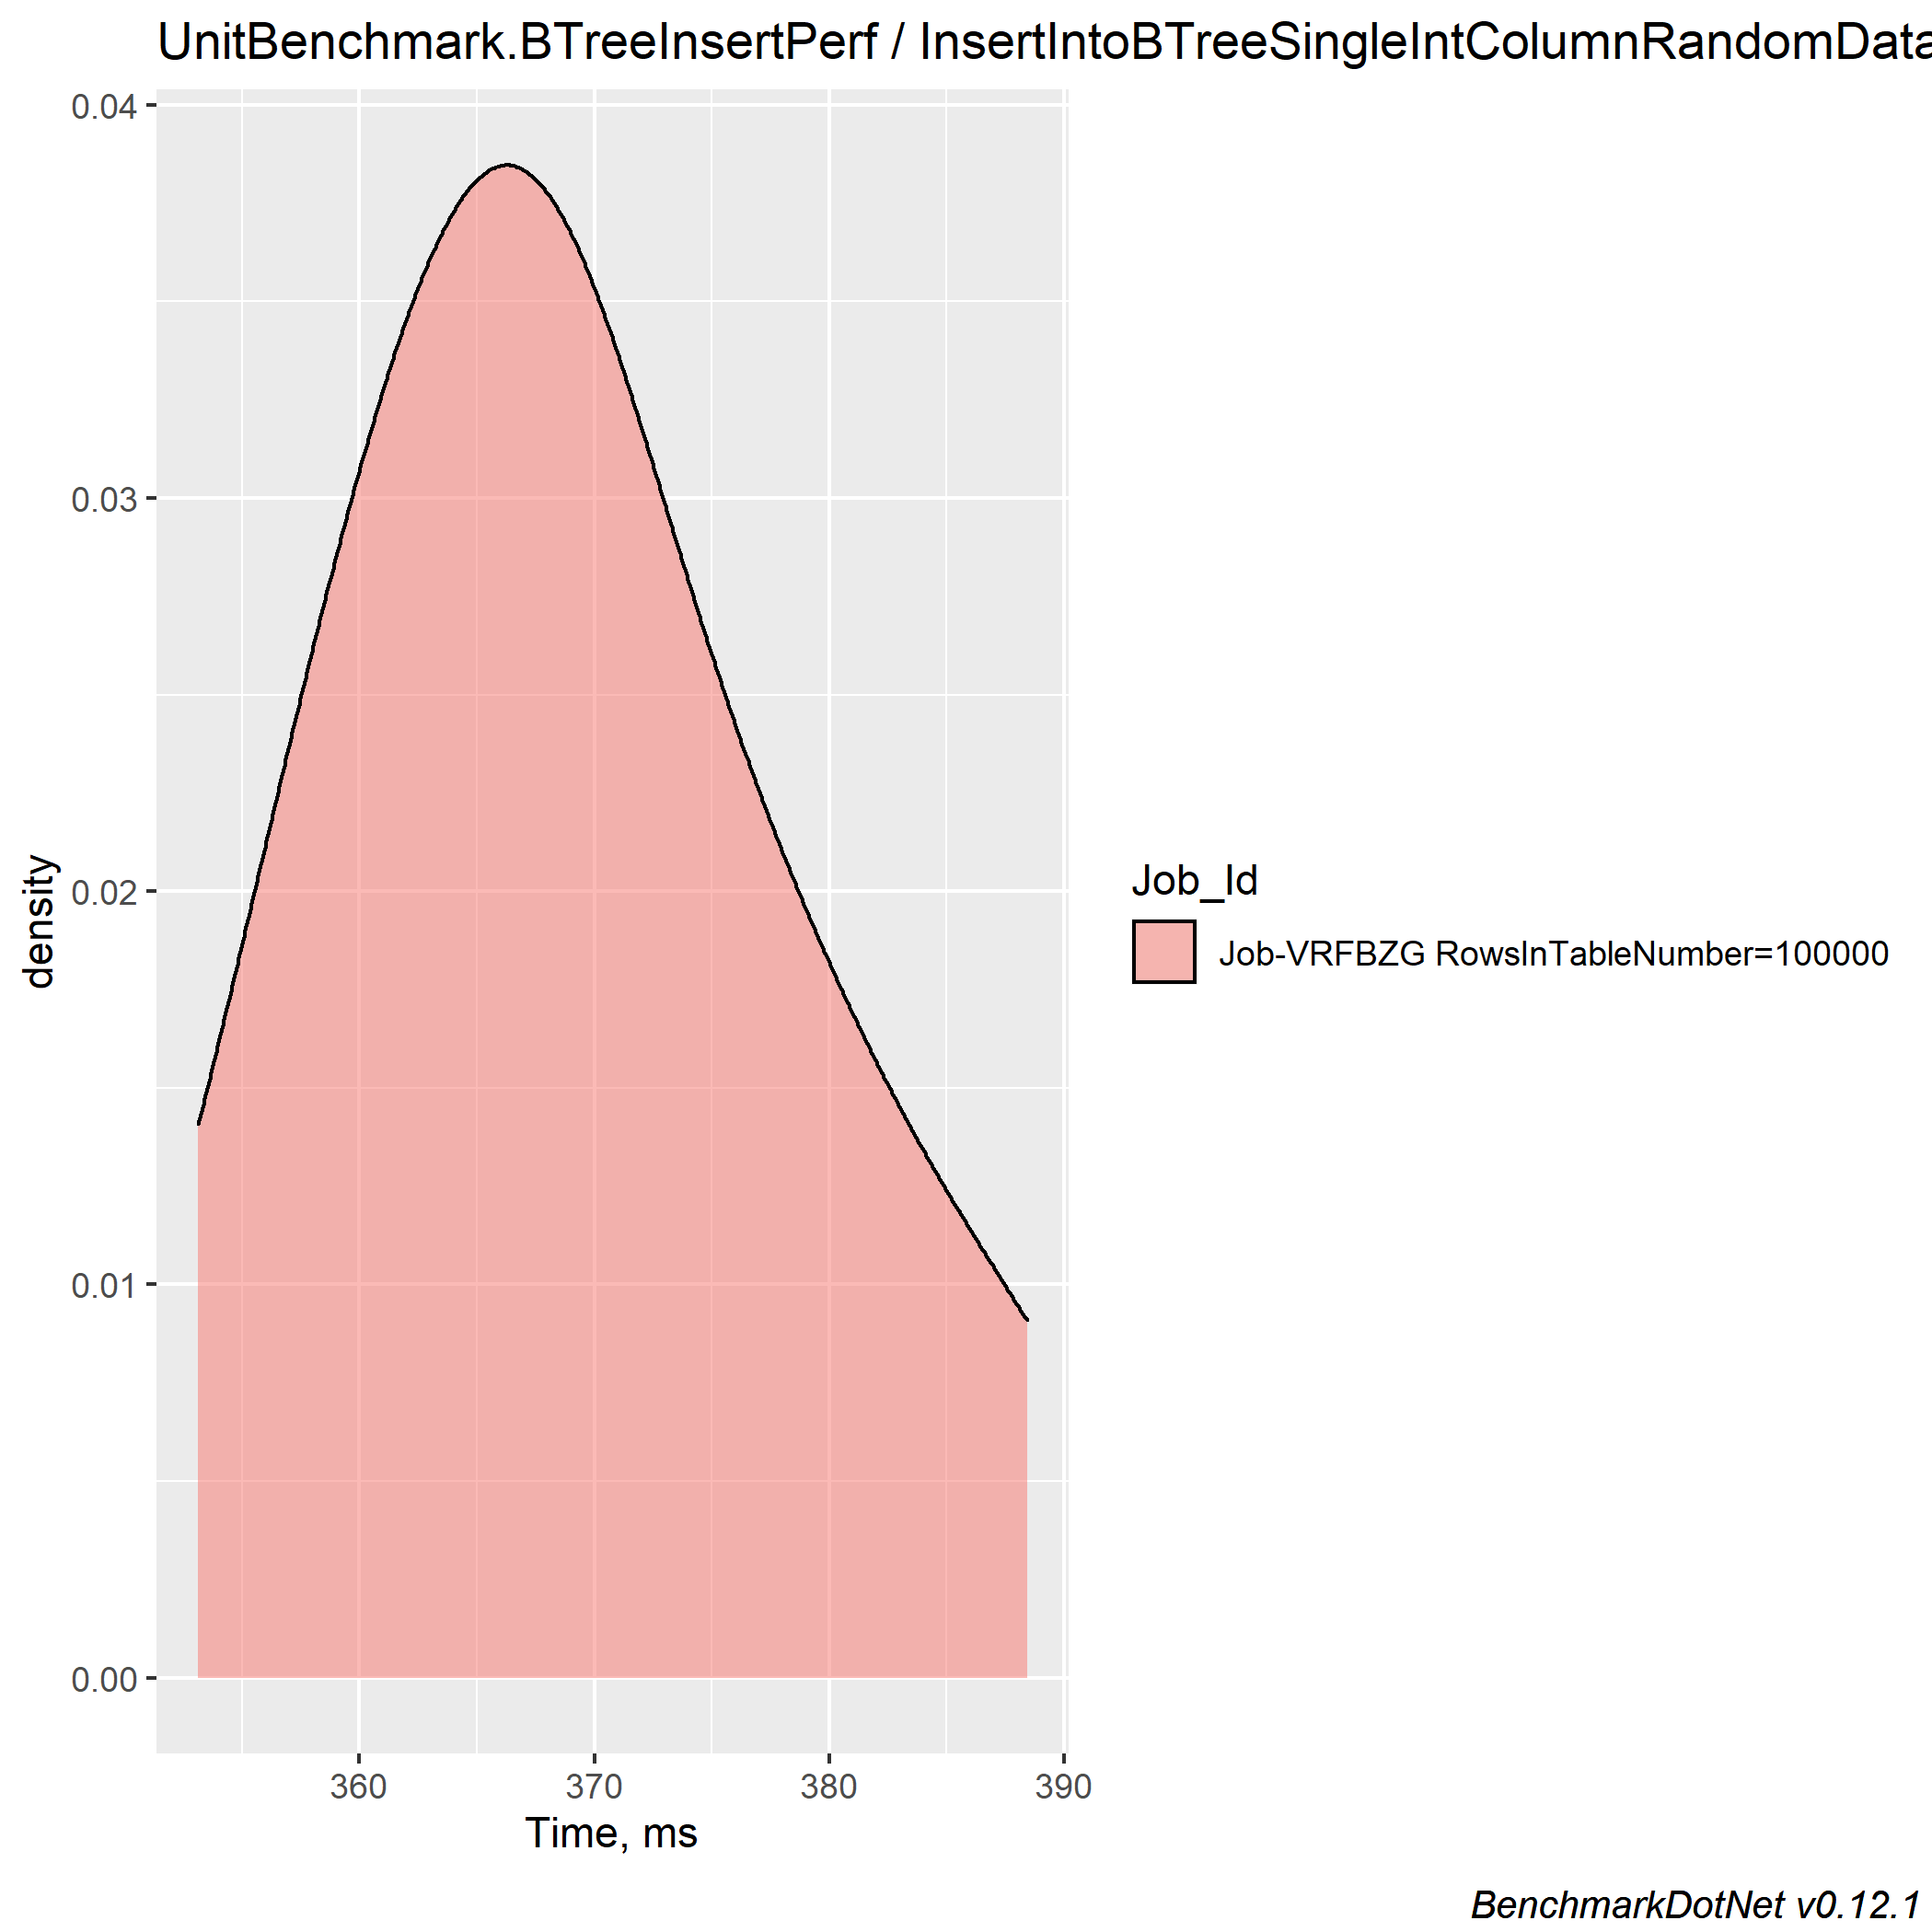 UnitBenchmark.BTreeInsertPerf / InsertIntoBTreeSingleIntColumnRandomData
0.04
0.03
0.02
0.01
0.00
density
360 370 380 390
Time, ms
Job_Id
Job-VRFBZG RowsInTableNumber=100000
BenchmarkDotNet v0.12.1